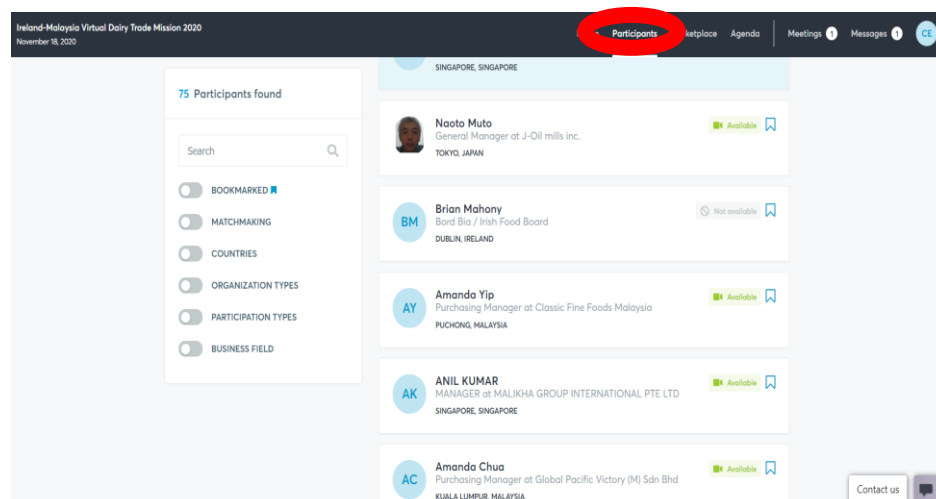 Ireland-Malaysia Virtual Dairy Trade Mission 2020
November 18, 2020
Participants
Agenda
Meetings 1
Messages 1
CE
75 Participants found
Search
BOOKMARKED
MATCHMAKING
COUNTRIES
ORGANIZATION TYPES
PARTICIPATION TYPES
BUSINESS FIELD
SINGAPORE, SINGAPORE
Naoto Muto
General Manager at J-Oil mills inc.
TOKYO, JAPAN
Available
BM
Brian Mahony
Bord Bia / Irish Food Board
DUBLIN, IRELAND
Not available
AY
Amanda Yip
Purchasing Manager at Classic Fine Foods Malaysia
PUCHONG, MALAYSIA
Available
AK
ANIL KUMAR
MANAGER at MALIKHA GROUP INTERNATIONAL PTE LTD
SINGAPORE, SINGAPORE
Available
AC
Amanda Chua
Purchasing Manager at Global Pacific Victory (M) Sdn Bhd
KUALA LUMPUR, MALAYSIA
Available
Contact us